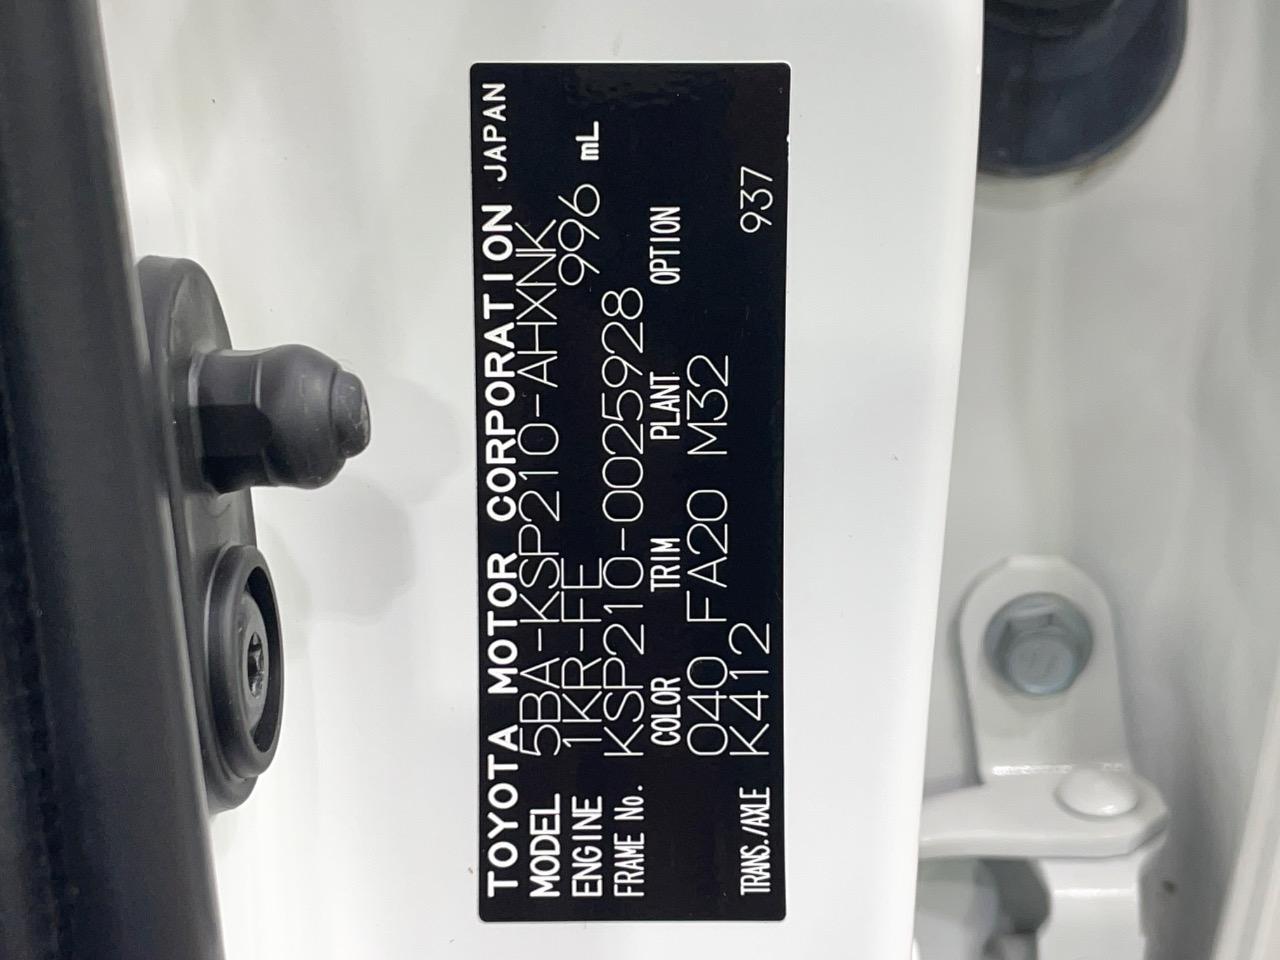 TOYOTA MOTOR CORPORATION JAPAN
MODEL 5BA-KSP210-AHXNK
ENGINE 1KR-FE 996 mL
FRAME No. KSP210-0025928
COLOR TRIM PLANT OPTION
040 FA20 M32
TRANS./AXLE K412 937